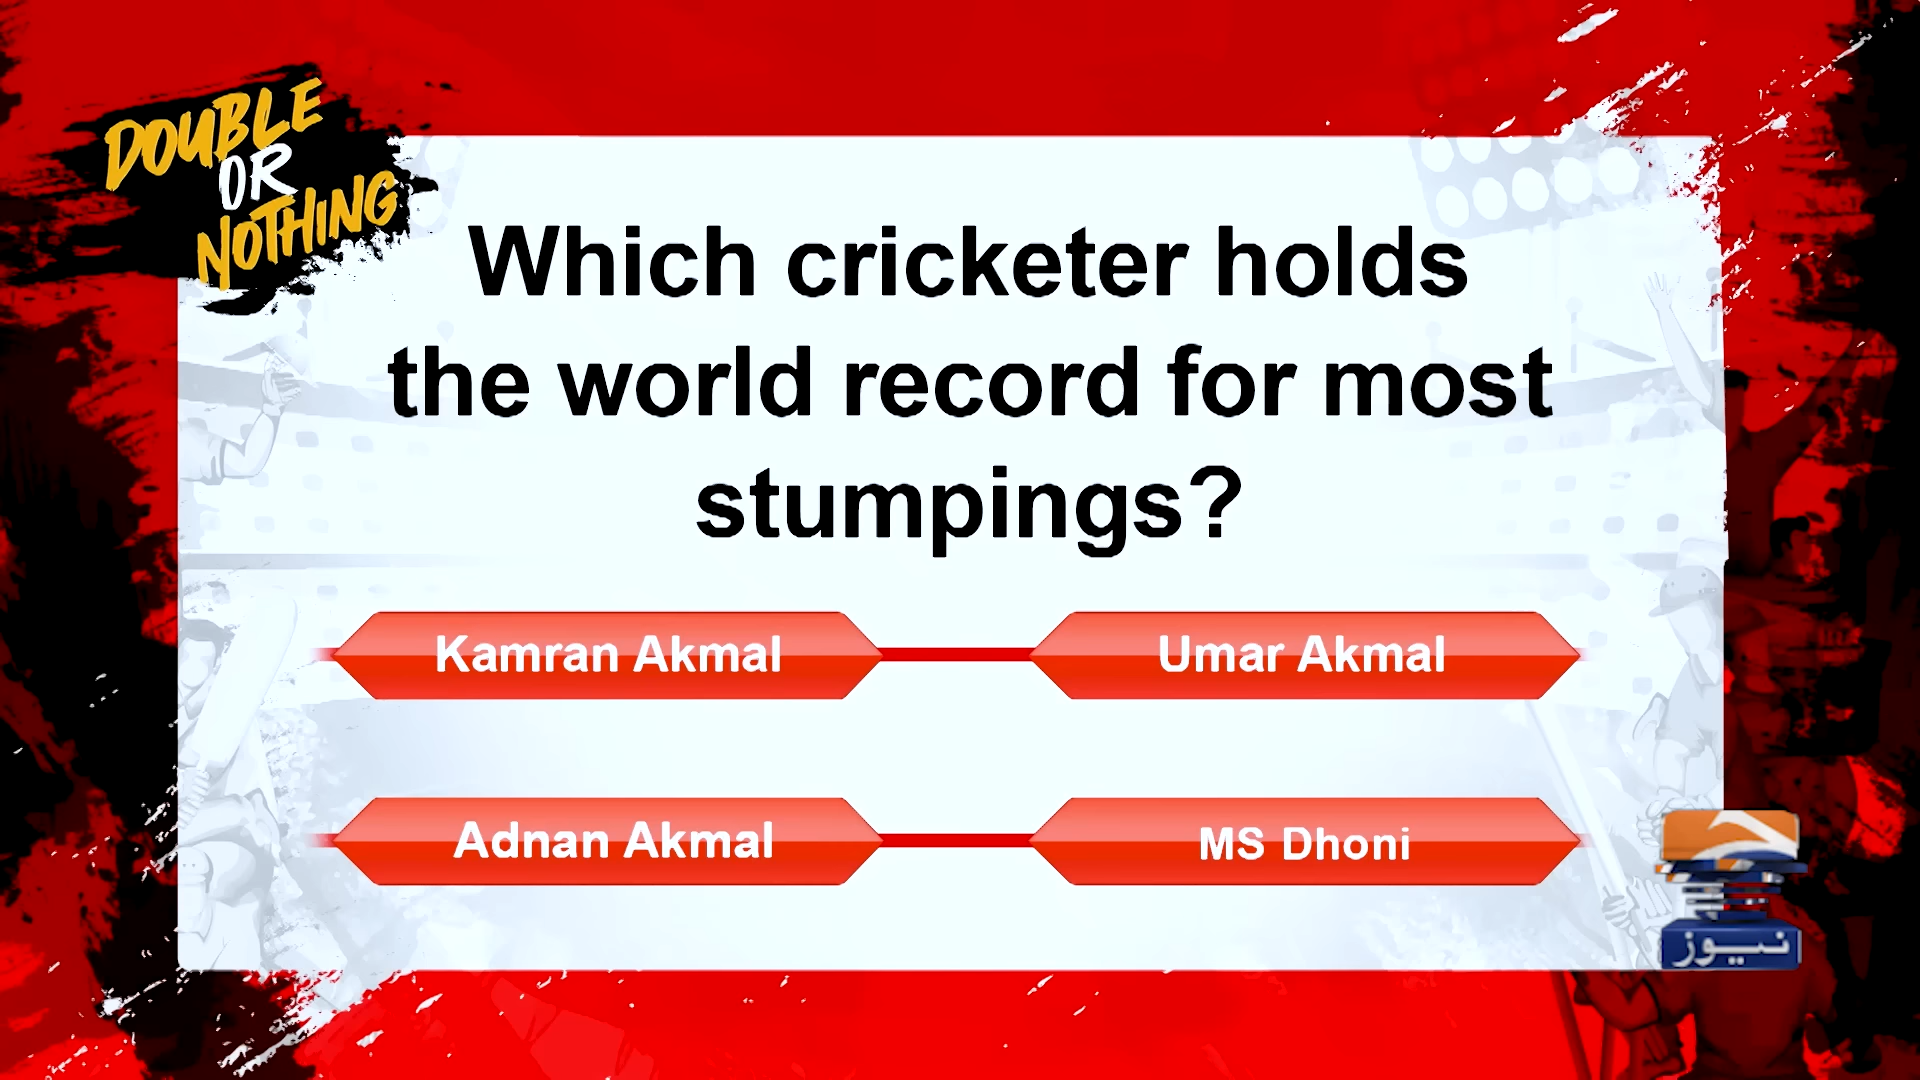 DOUBLE
OR
NOTHING
Which cricketer holds
the world record for most
stumpings?
Kamran Akmal
Umar Akmal
Adnan Akmal
MS Dhoni
نیوز